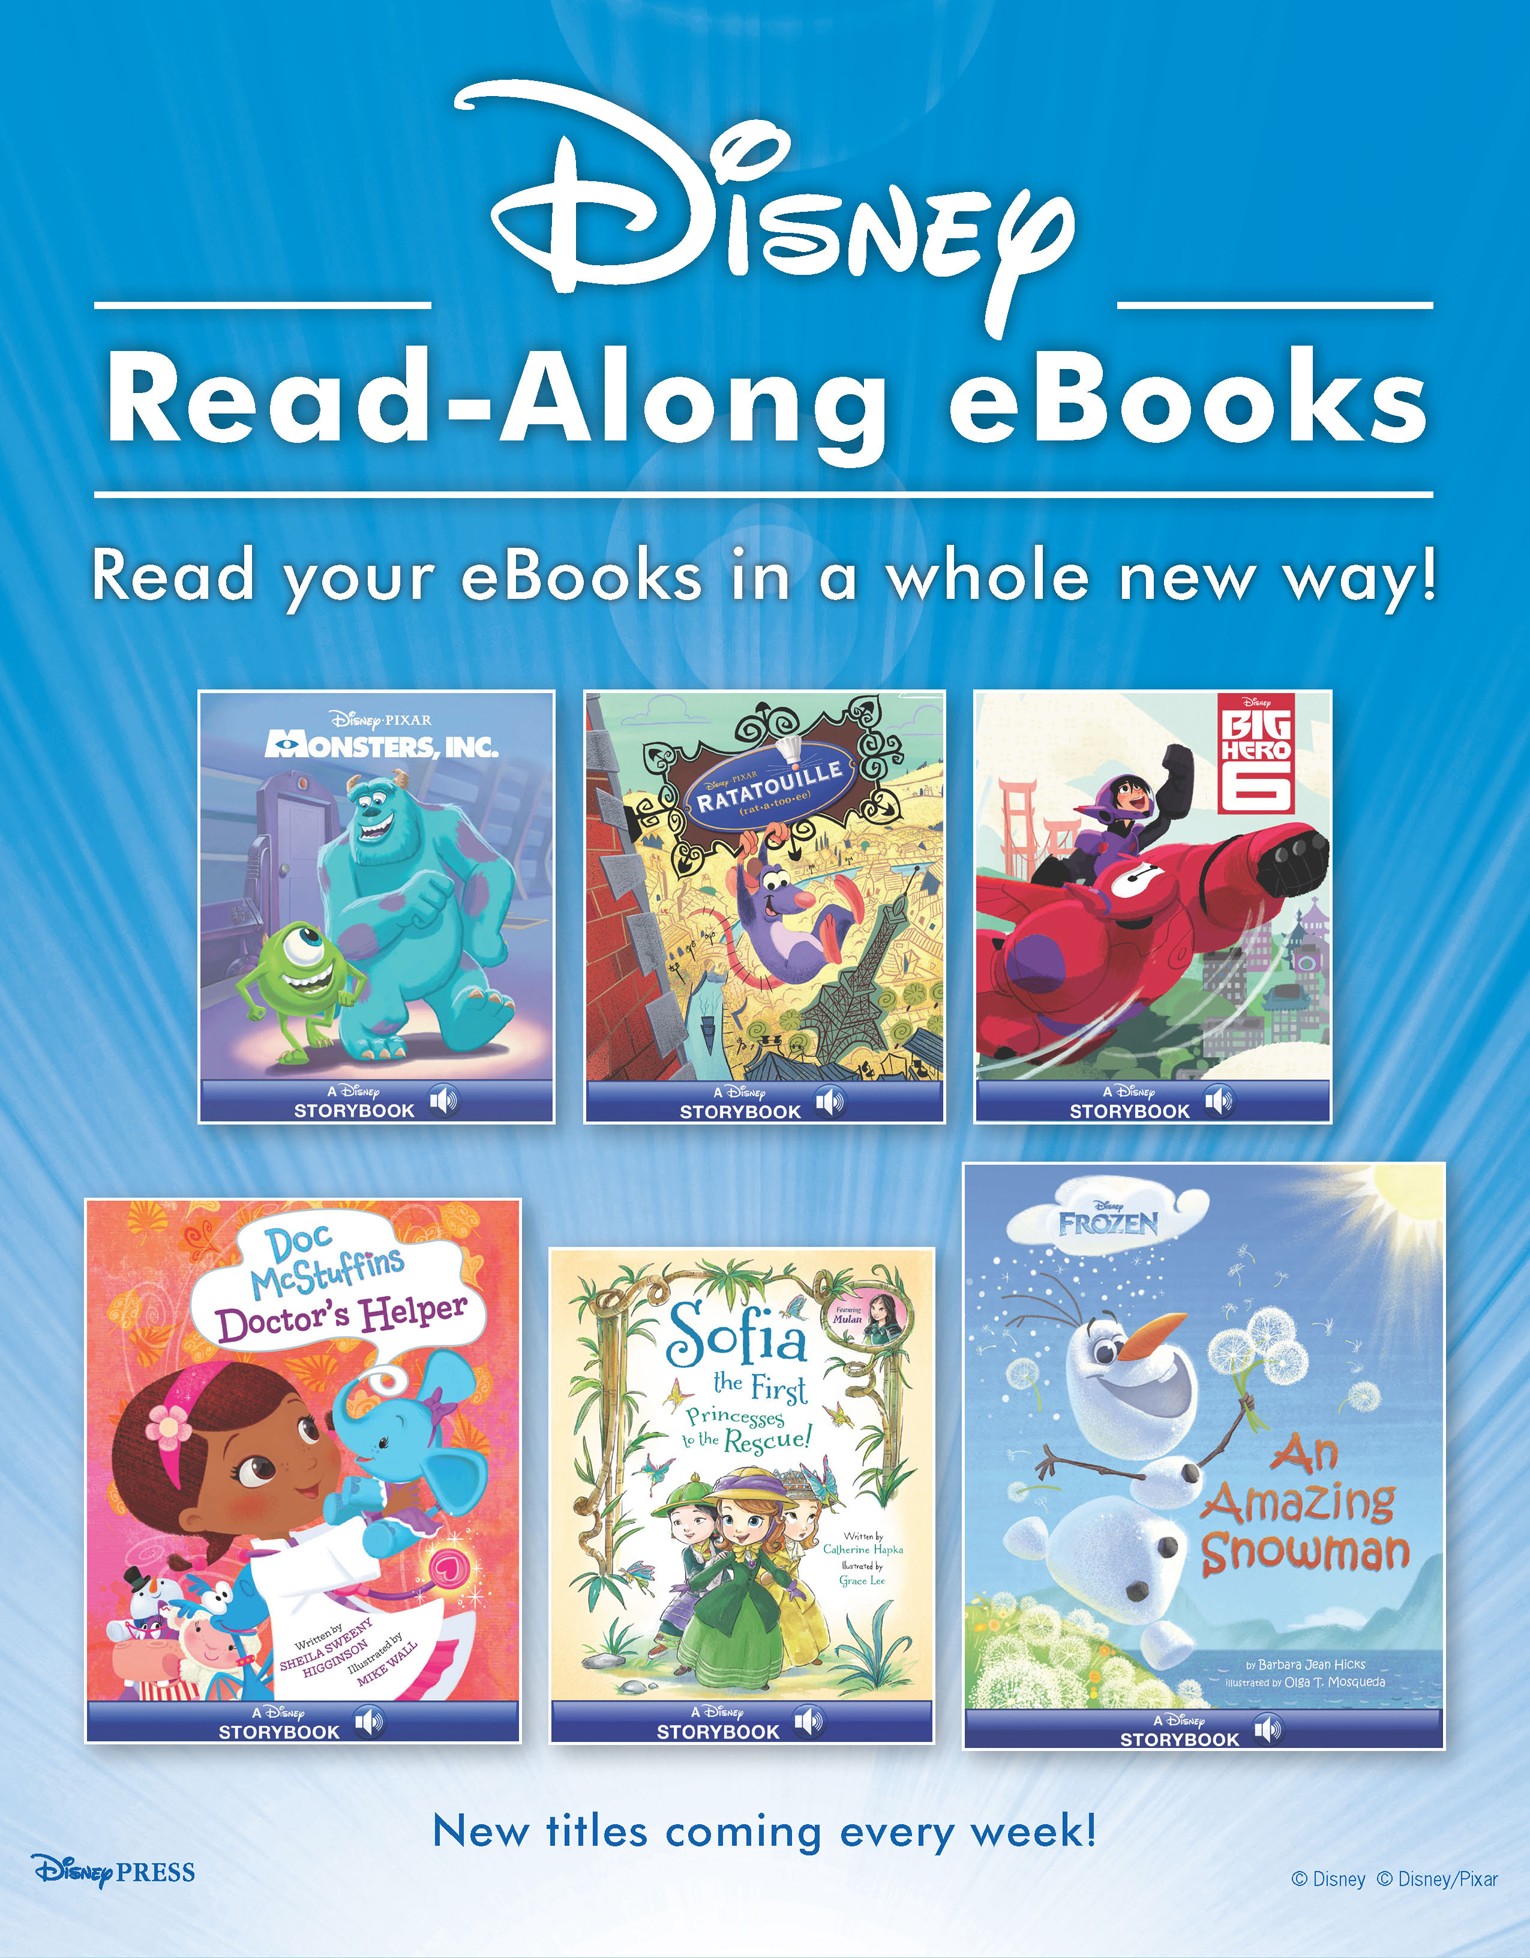 Disney
Read-Along eBooks
Read your eBooks in a whole new way!
Disney·PIXAR
MONSTERS, INC.
A Disney
STORYBOOK
Disney·PIXAR
RATATOUILLE
(rat•a•too•ee)
A Disney
STORYBOOK
Disney
BIG
HERO
6
A Disney
STORYBOOK
Doc
McStuffins
Doctor's Helper
Written by
SHEILA SWEENY
HIGGINSON
Illustrated by
MIKE WALL
A Disney
STORYBOOK
Featuring
Mulan
Sofia
the First
Princesses
to the Rescue!
Written by
Catherine Hapka
Illustrated by
Grace Lee
A Disney
STORYBOOK
Disney
FROZEN
An
Amazing
Snowman
by Barbara Jean Hicks
illustrated by Olga T. Mosqueda
A Disney
STORYBOOK
New titles coming every week!
Disney PRESS
© Disney © Disney/Pixar